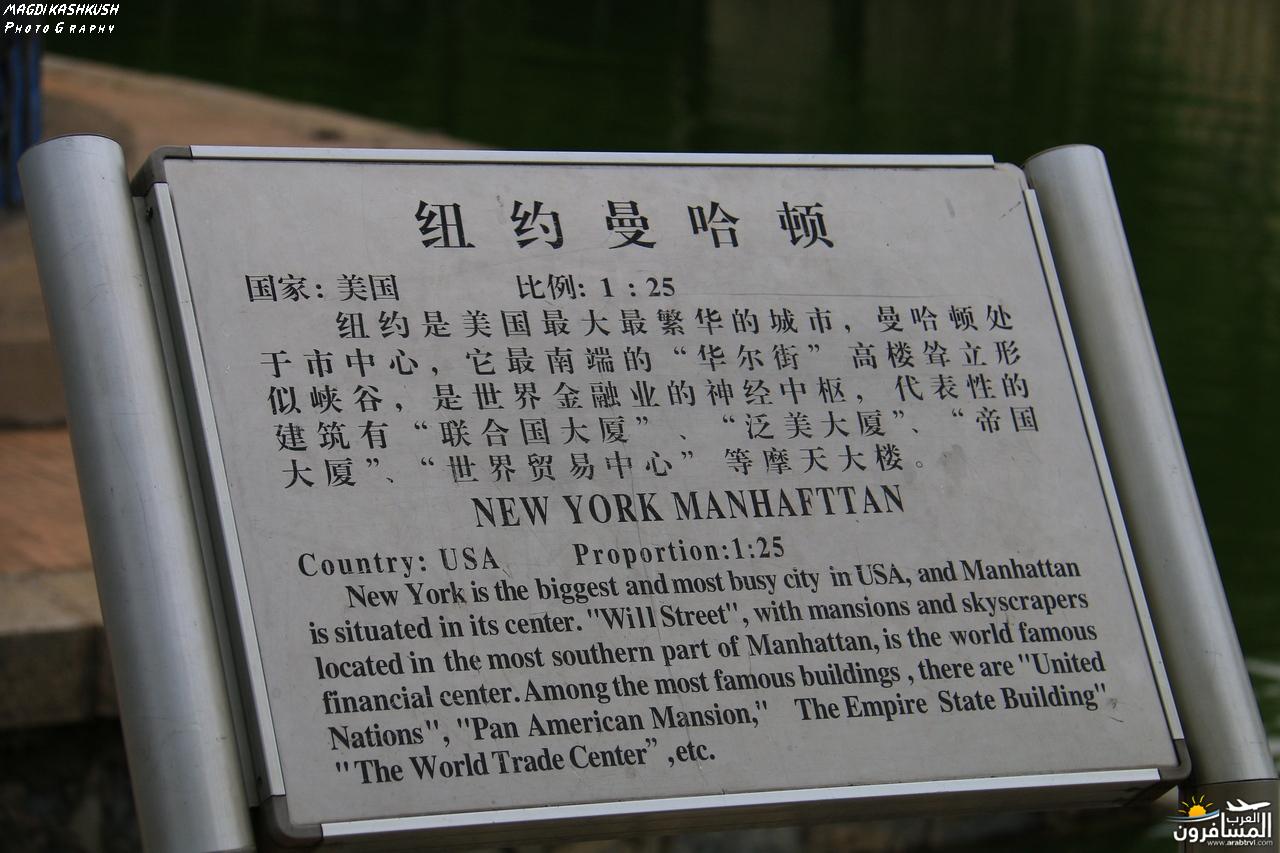 MAGDI KASHKUSH
PHOTOGRAPHY
纽约曼哈顿
国家：美国 比例：1：25
纽约是美国最大最繁华的城市，曼哈顿处
于市中心，它最南端的“华尔街”高楼耸立形
似峡谷，是世界金融业的神经中枢，代表性的
建筑有“联合国大厦”、“泛美大厦”、“帝国
大厦”、“世界贸易中心”等摩天大楼。
NEW YORK MANHAFTTAN
Country: USA Proportion:1:25
New York is the biggest and most busy city in USA, and Manhattan
is situated in its center. "Will Street", with mansions and skyscrapers
located in the most southern part of Manhattan, is the world famous
financial center. Among the most famous buildings , there are "United
Nations", "Pan American Mansion," The Empire State Building"
"The World Trade Center” ,etc.
العرب
المسافرون
www.arabtrvl.com